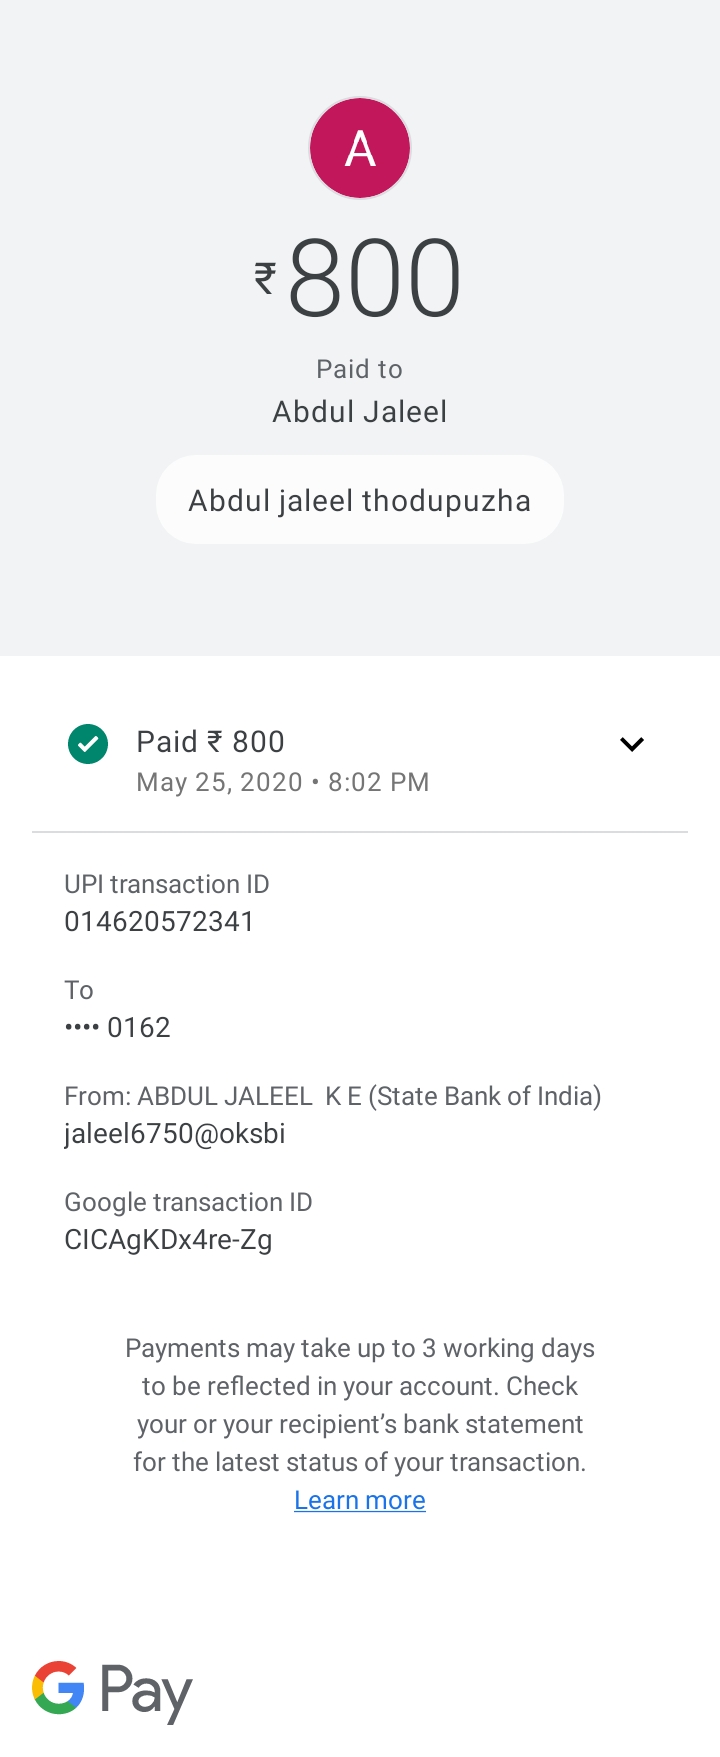 A
₹800
Paid to
Abdul Jaleel
Abdul jaleel thodupuzha
Paid ₹ 800
May 25, 2020 • 8:02 PM
UPI transaction ID
014620572341
To
•••• 0162
From: ABDUL JALEEL  K E (State Bank of India)
jaleel6750@oksbi
Google transaction ID
CICAgKDx4re-Zg
Payments may take up to 3 working days
to be reflected in your account. Check
your or your recipient’s bank statement
for the latest status of your transaction.
Learn more
G Pay